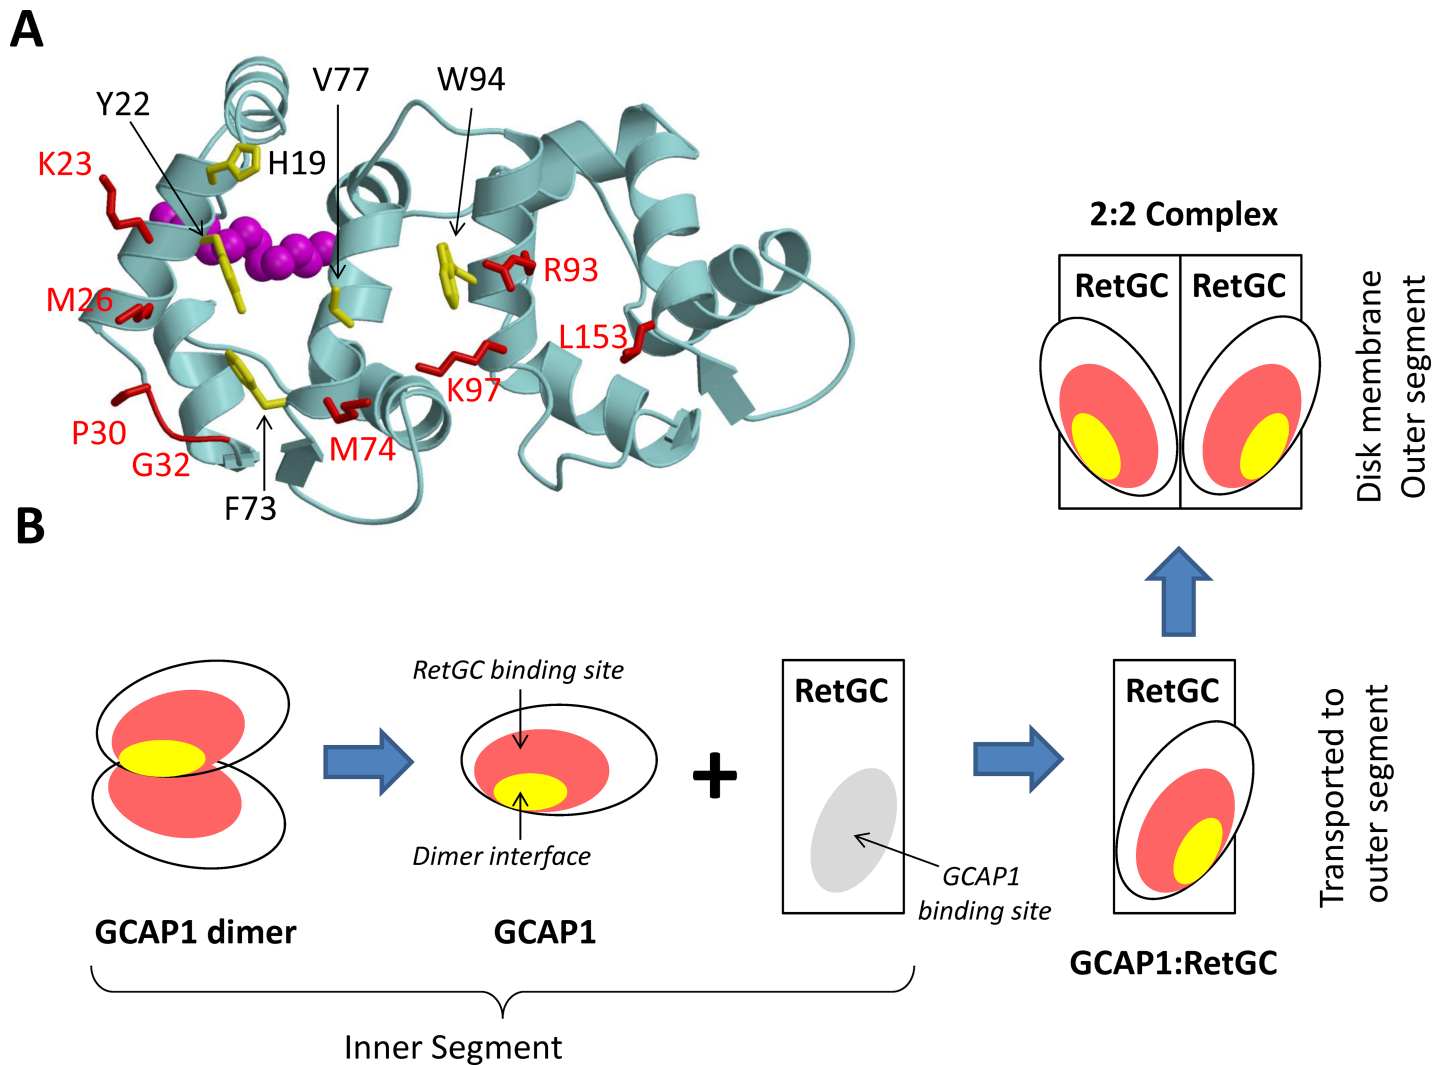 A
Y22
V77
W94
K23
H19
M26
R93
L153
K97
P30
G32
M74
F73
2:2 Complex
RetGC
RetGC
Disk membrane
Outer segment
B
RetGC binding site
Dimer interface
+
RetGC
GCAP1
binding site
RetGC
Transported to
outer segment
GCAP1 dimer
GCAP1
GCAP1:RetGC
Inner Segment